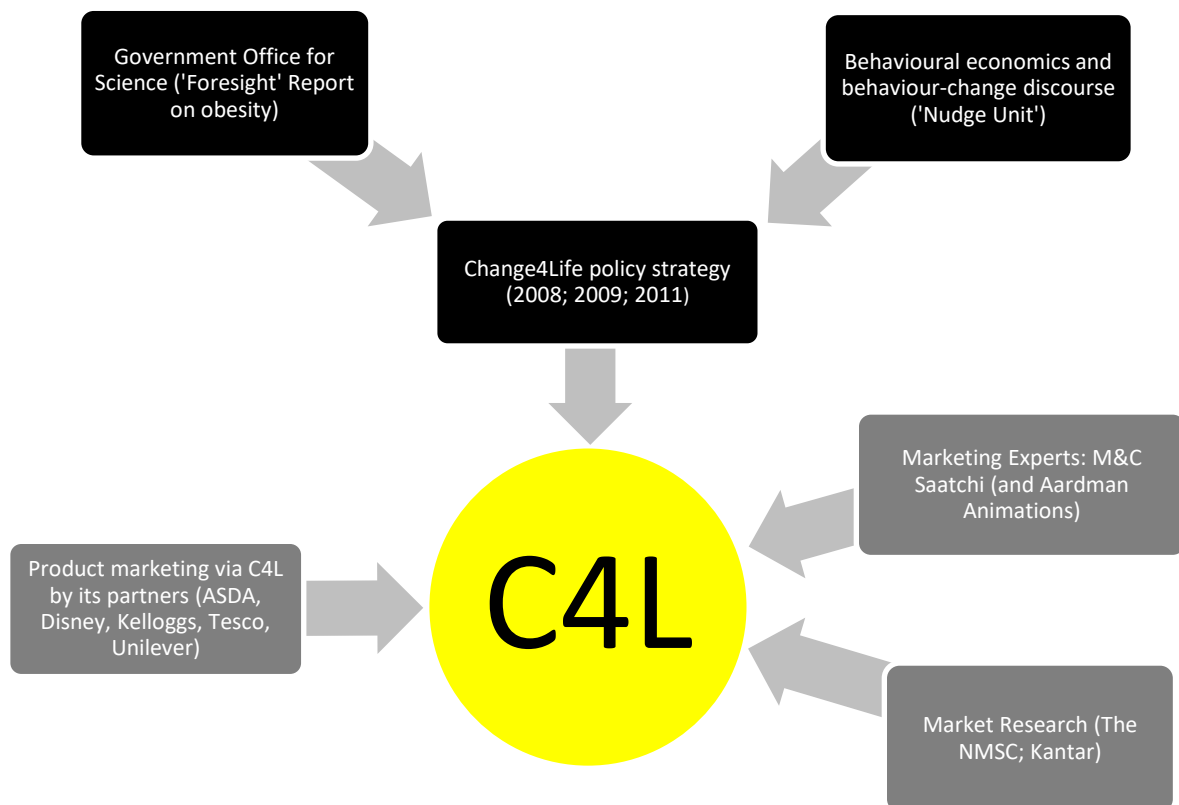 Government Office for
Science ('Foresight' Report
on obesity)
Behavioural economics and
behaviour-change discourse
('Nudge Unit')
Change4Life policy strategy
(2008; 2009; 2011)
Marketing Experts: M&C
Saatchi (and Aardman
Animations)
Product marketing via C4L
by its partners (ASDA,
Disney, Kelloggs, Tesco,
Unilever)
C4L
Market Research (The
NMSC; Kantar)